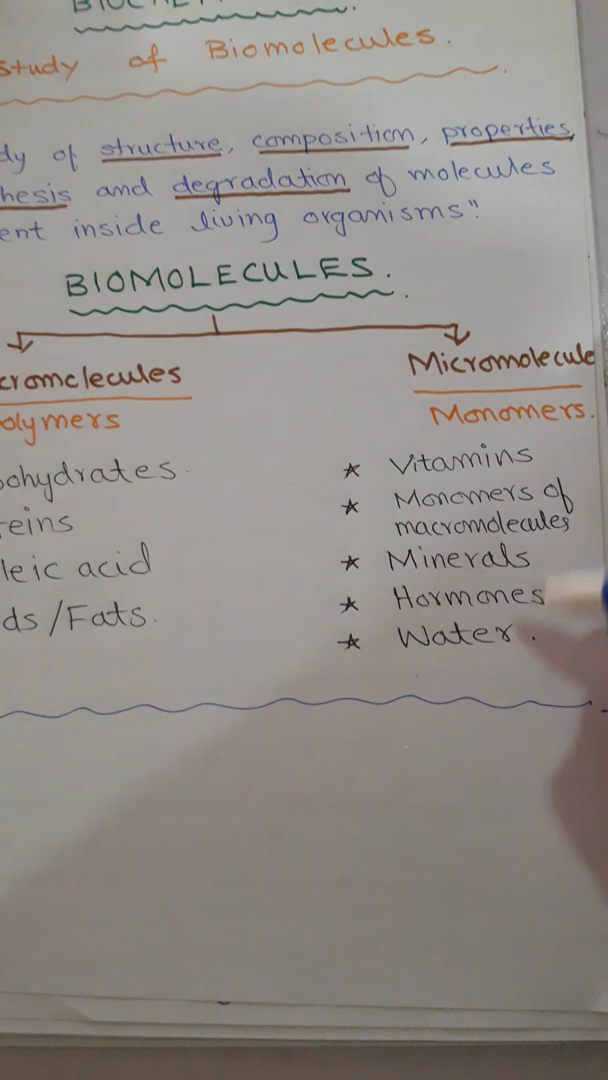 Study of Biomolecules.
dy of structure, composition, properties,
hesis and degradation of molecules
ent inside living organisms"
BIOMOLECULES.
cromolecules
Micromolecule
olymers
Monomers.
ohydrates.
eins
leic acid
ds/Fats.
★ Vitamins
★ Monomers of
macromolecules
★ Minerals
★ Hormones
★ Water.